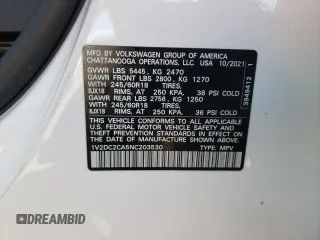 MFD BY VOLKSWAGEN GROUP OF AMERICA
CHATTANOOGA OPERATIONS, LLC. USA 10/2021
GVWR LBS 5445, KG 2470
GAWR FRONT LBS 2800, KG 1270
WITH 245/60R18 TIRES,
8JX18 RIMS, AT 250 KPA, 36 PSI COLD
GAWR REAR LBS 2756, KG 1250
WITH 245/60R18 TIRES,
8JX18 RIMS, AT 250 KPA, 36 PSI COLD
THIS VEHICLE CONFORMS TO ALL APPLICABLE
FEDERAL MOTOR VEHICLE SAFETY AND
THEFT PREVENTION STANDARDS IN EFFECT
ON THE DATE OF MANUFACTURE SHOWN ABOVE.
1V2DC2CA5NC203630
TYPE: MPV
© OVERDRIVE